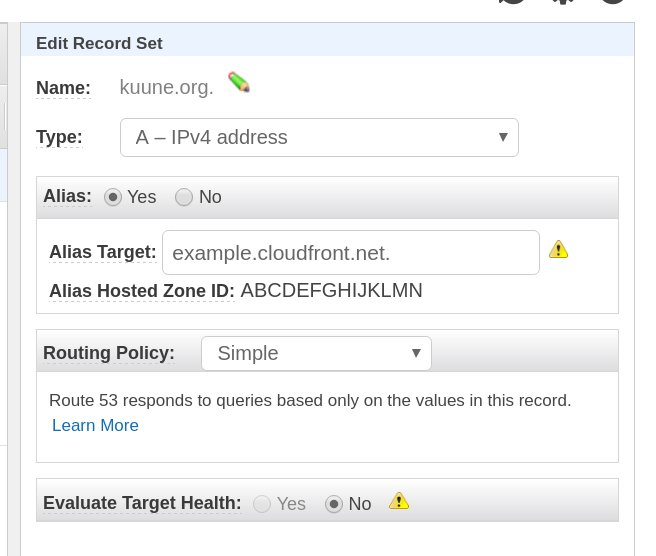 Edit Record Set
Name: kuune.org.
Type: A – IPv4 address
Alias: Yes No
Alias Target: example.cloudfront.net.
Alias Hosted Zone ID: ABCDEFGHIJKLMN
Routing Policy: Simple
Route 53 responds to queries based only on the values in this record.
Learn More
Evaluate Target Health: Yes No